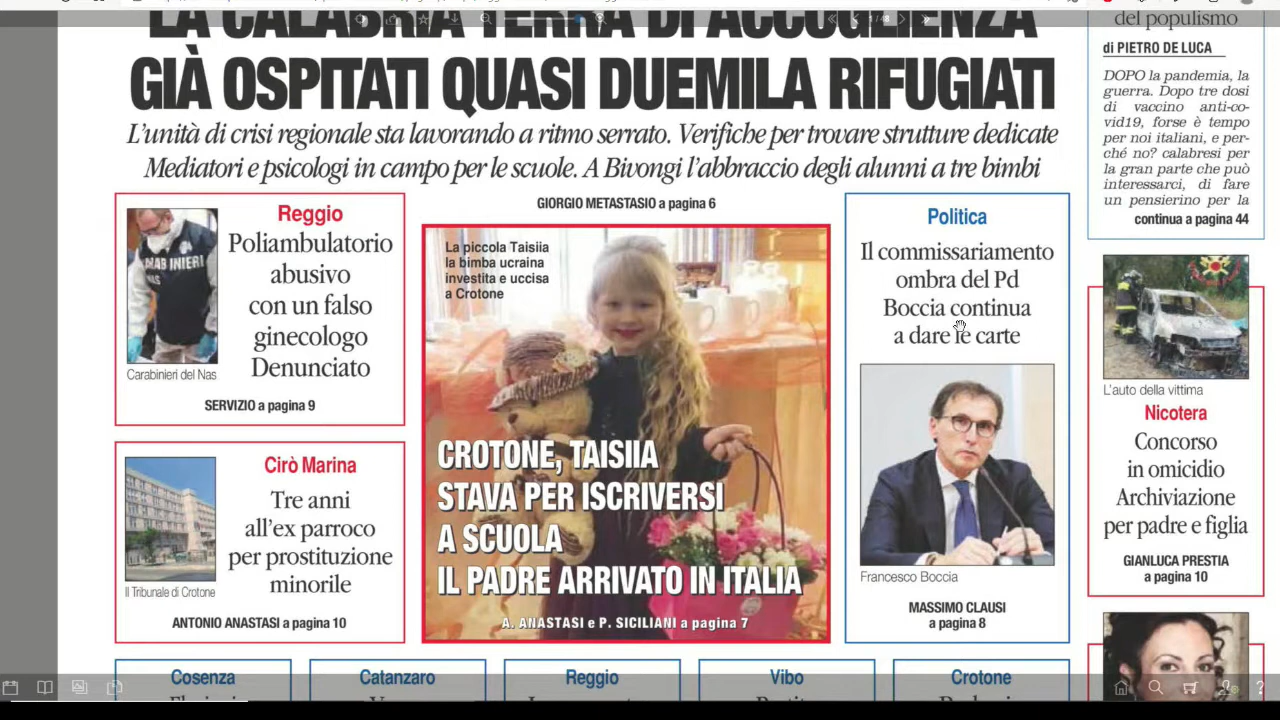 LA CALABRIA TERRA DI ACCOGLIENZA
GIÀ OSPITATI QUASI DUEMILA RIFUGIATI
L'unità di crisi regionale sta lavorando a ritmo serrato. Verifiche per trovare strutture dedicate
Mediatori e psicologi in campo per le scuole. A Bivongi l'abbraccio degli alunni a tre bimbi
GIORGIO METASTASIO a pagina 6
Reggio
Poliambulatorio
abusivo
con un falso
ginecologo
Denunciato
Carabinieri del Nas
SERVIZIO a pagina 9
Cirò Marina
Tre anni
all'ex parroco
per prostituzione
minorile
Il Tribunale di Crotone
ANTONIO ANASTASI a pagina 10
La piccola Taisiia
la bimba ucraina
investita e uccisa
a Crotone
CROTONE, TAISIIA
STAVA PER ISCRIVERSI
A SCUOLA
IL PADRE ARRIVATO IN ITALIA
A. ANASTASI e P. SICILIANI a pagina 7
Politica
Il commissariamento
ombra del Pd
Boccia continua
a dare le carte
Francesco Boccia
MASSIMO CLAUSI
a pagina 8
del populismo
di PIETRO DE LUCA
DOPO la pandemia, la
guerra. Dopo tre dosi
di vaccino anti-co-
vid19, forse è tempo
per noi italiani, e per-
ché no? calabresi per
la gran parte che può
interessarci, di fare
un pensierino per la
continua a pagina 44
L'auto della vittima
Nicotera
Concorso
in omicidio
Archiviazione
per padre e figlia
GIANLUCA PRESTIA
a pagina 10
Cosenza
Catanzaro
Reggio
Vibo
Crotone